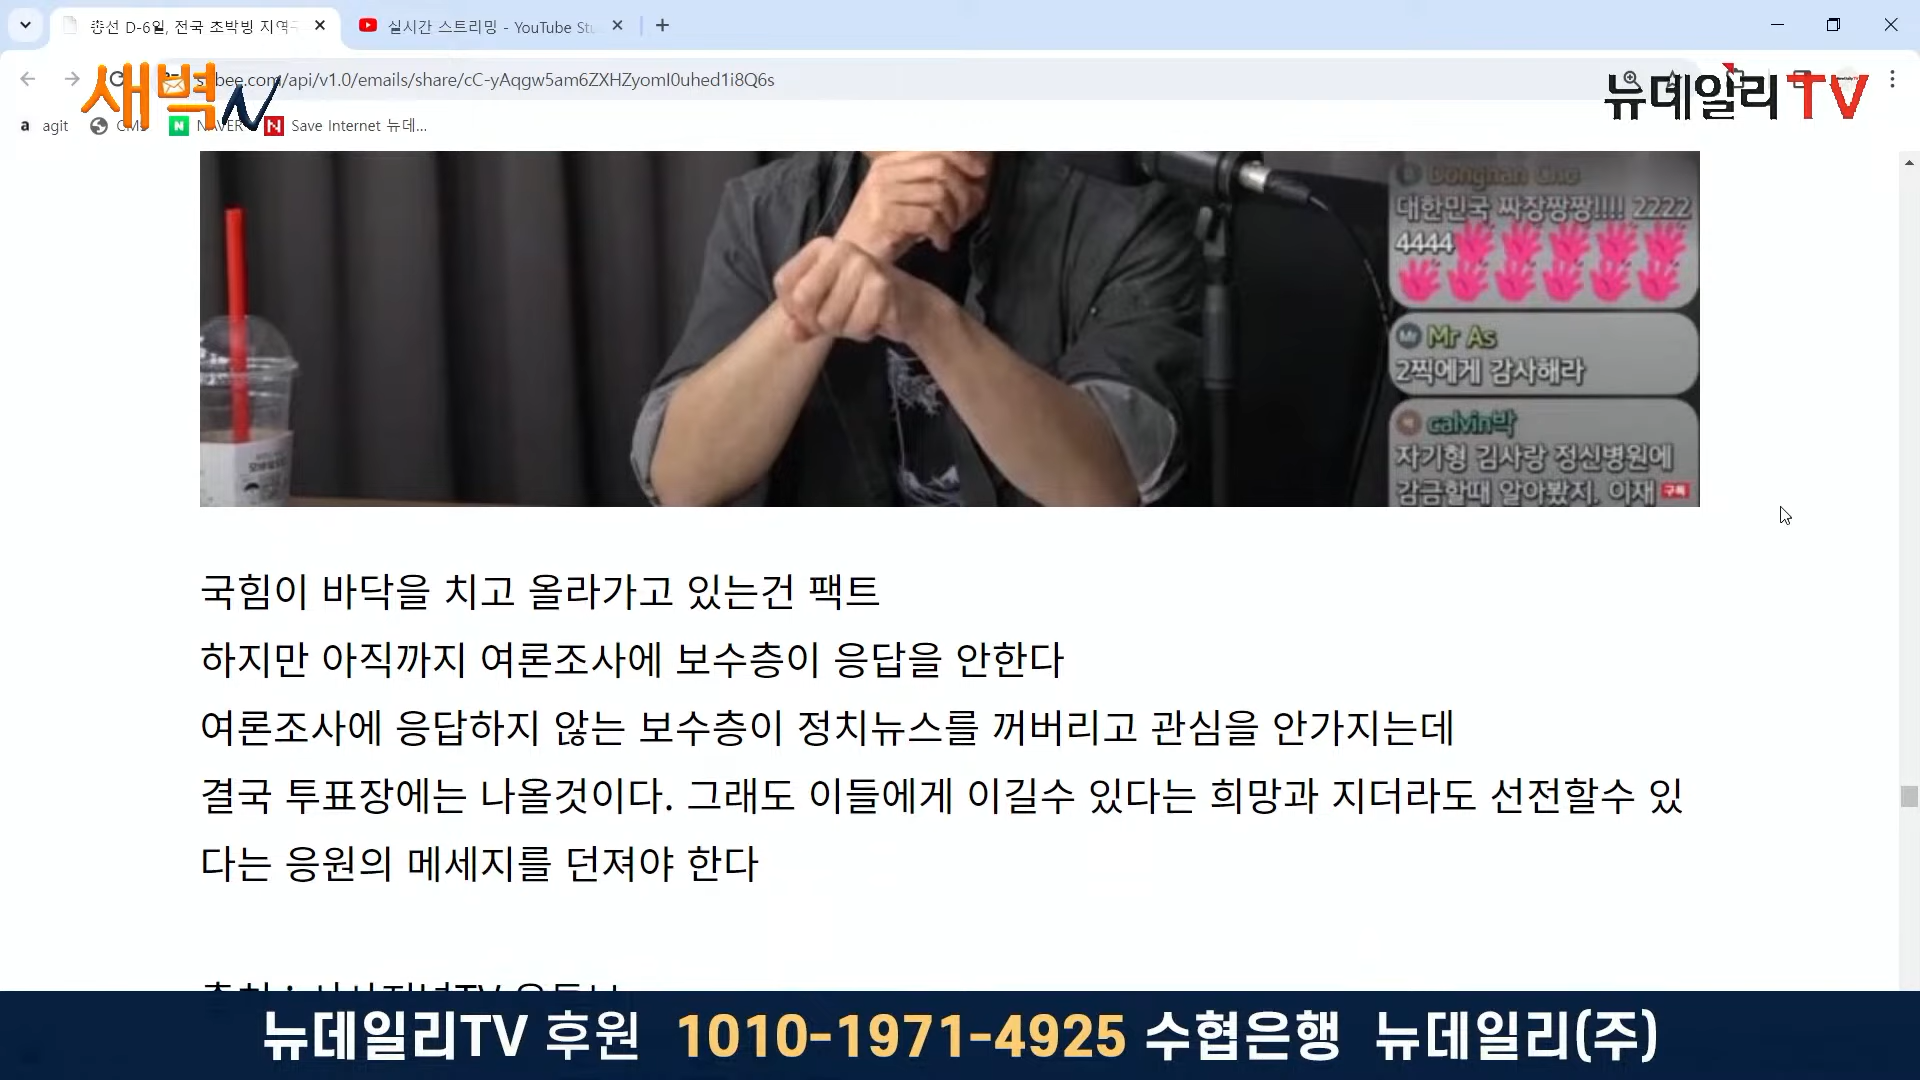 총선 D-6일, 전국 초박빙 지역구
실시간 스트리밍 - YouTube Stu
새벽N
bee.com/api/v1.0/emails/share/cC-yAqgw5am6ZXHZyomI0uhed1i8Q6s
뉴데일리TV
a agit
CMS
N NAVER
N Save Internet 뉴데...
Dongnan Cho
대한민국 짜장짱짱!!!! 2222
4444
Mr Mr As
2찍에게 감사해라
calvin박
자기형 김사랑 정신병원에
감금할때 알아봤지. 이재 구독
국힘이 바닥을 치고 올라가고 있는건 팩트
하지만 아직까지 여론조사에 보수층이 응답을 안한다
여론조사에 응답하지 않는 보수층이 정치뉴스를 꺼버리고 관심을 안가지는데
결국 투표장에는 나올것이다. 그래도 이들에게 이길수 있다는 희망과 지더라도 선전할수 있
다는 응원의 메세지를 던져야 한다
뉴데일리TV 후원 1010-1971-4925 수협은행 뉴데일리(주)